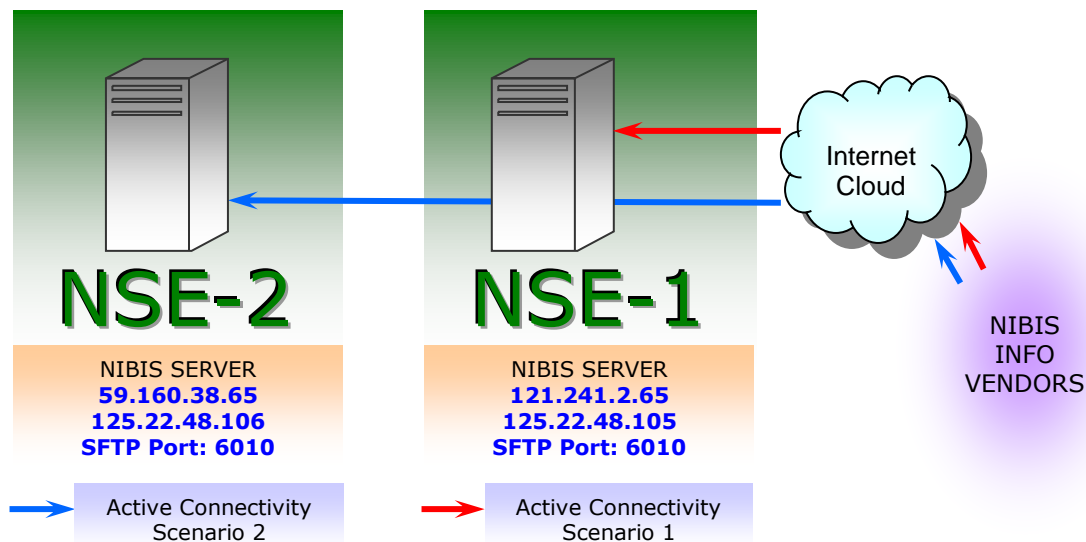 NSE-2
NIBIS SERVER
59.160.38.65
125.22.48.106
SFTP Port: 6010
Active Connectivity
Scenario 2
NSE-1
NIBIS SERVER
121.241.2.65
125.22.48.105
SFTP Port: 6010
Active Connectivity
Scenario 1
Internet
Cloud
NIBIS
INFO
VENDORS